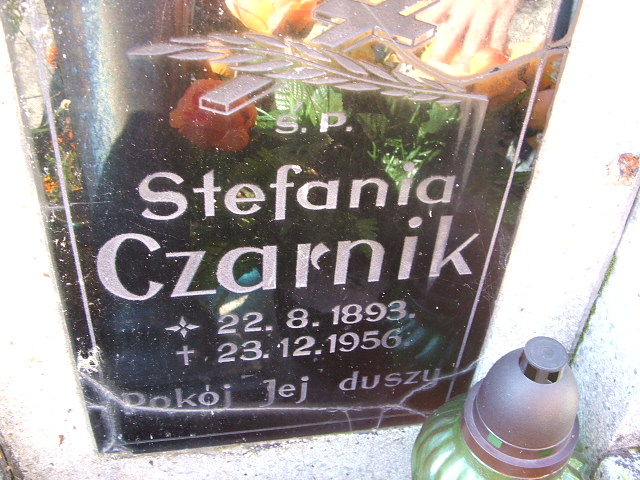 Ś. P.
Stefania
Czarnik
22. 8. 1893.
23. 12. 1956.
Pokój Jej duszy